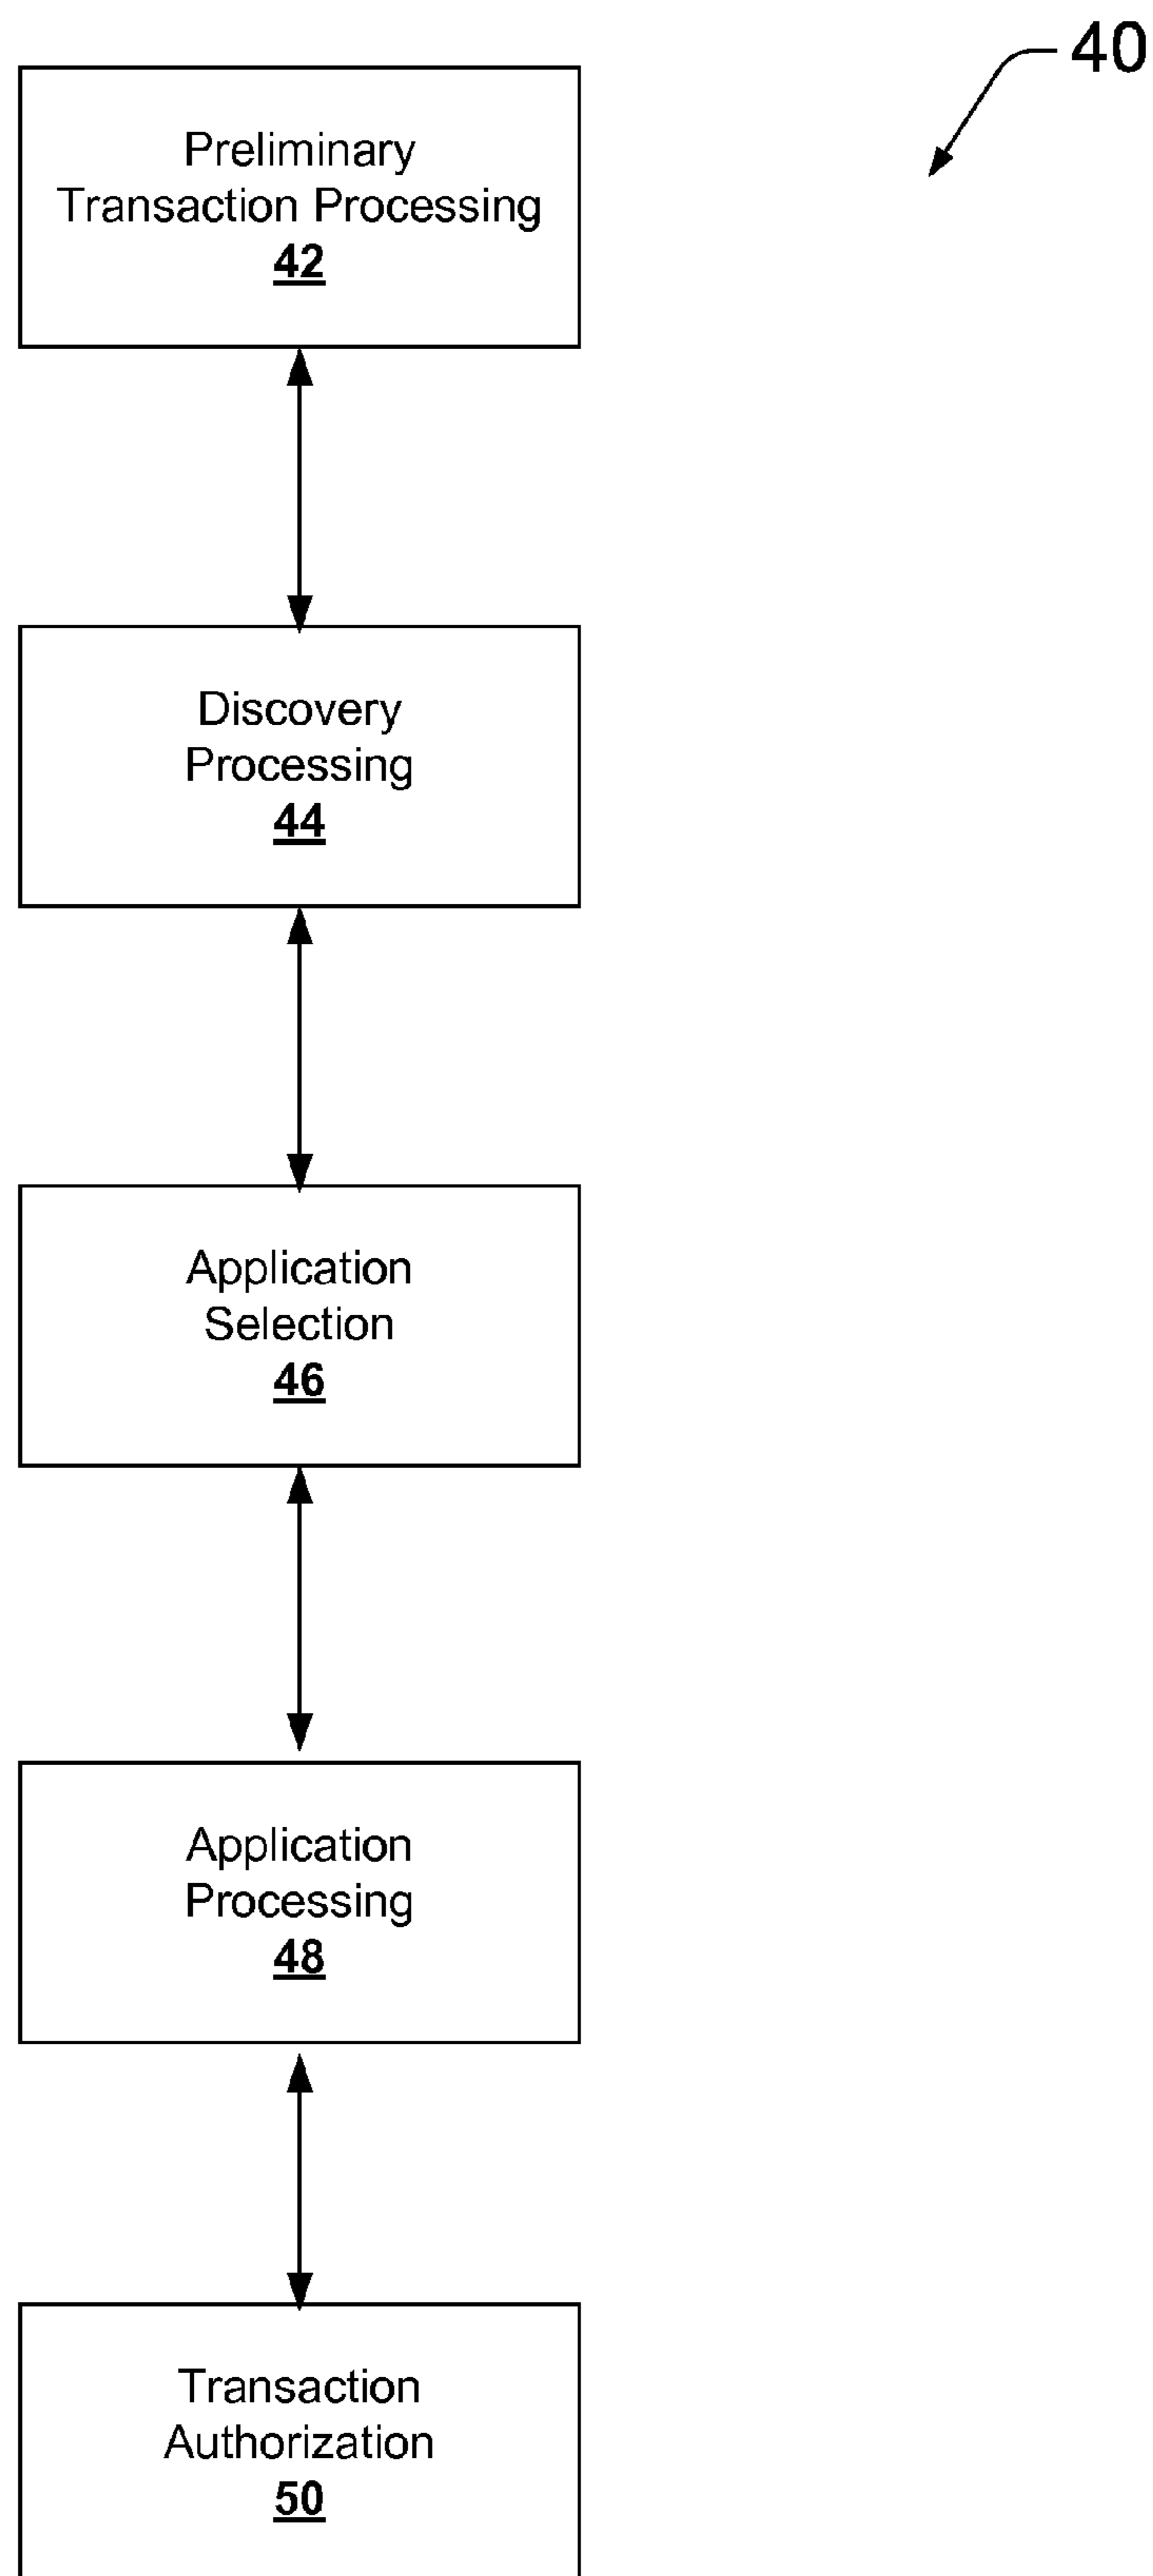 40
Preliminary
Transaction Processing
42
Discovery
Processing
44
Application
Selection
46
Application
Processing
48
Transaction
Authorization
50